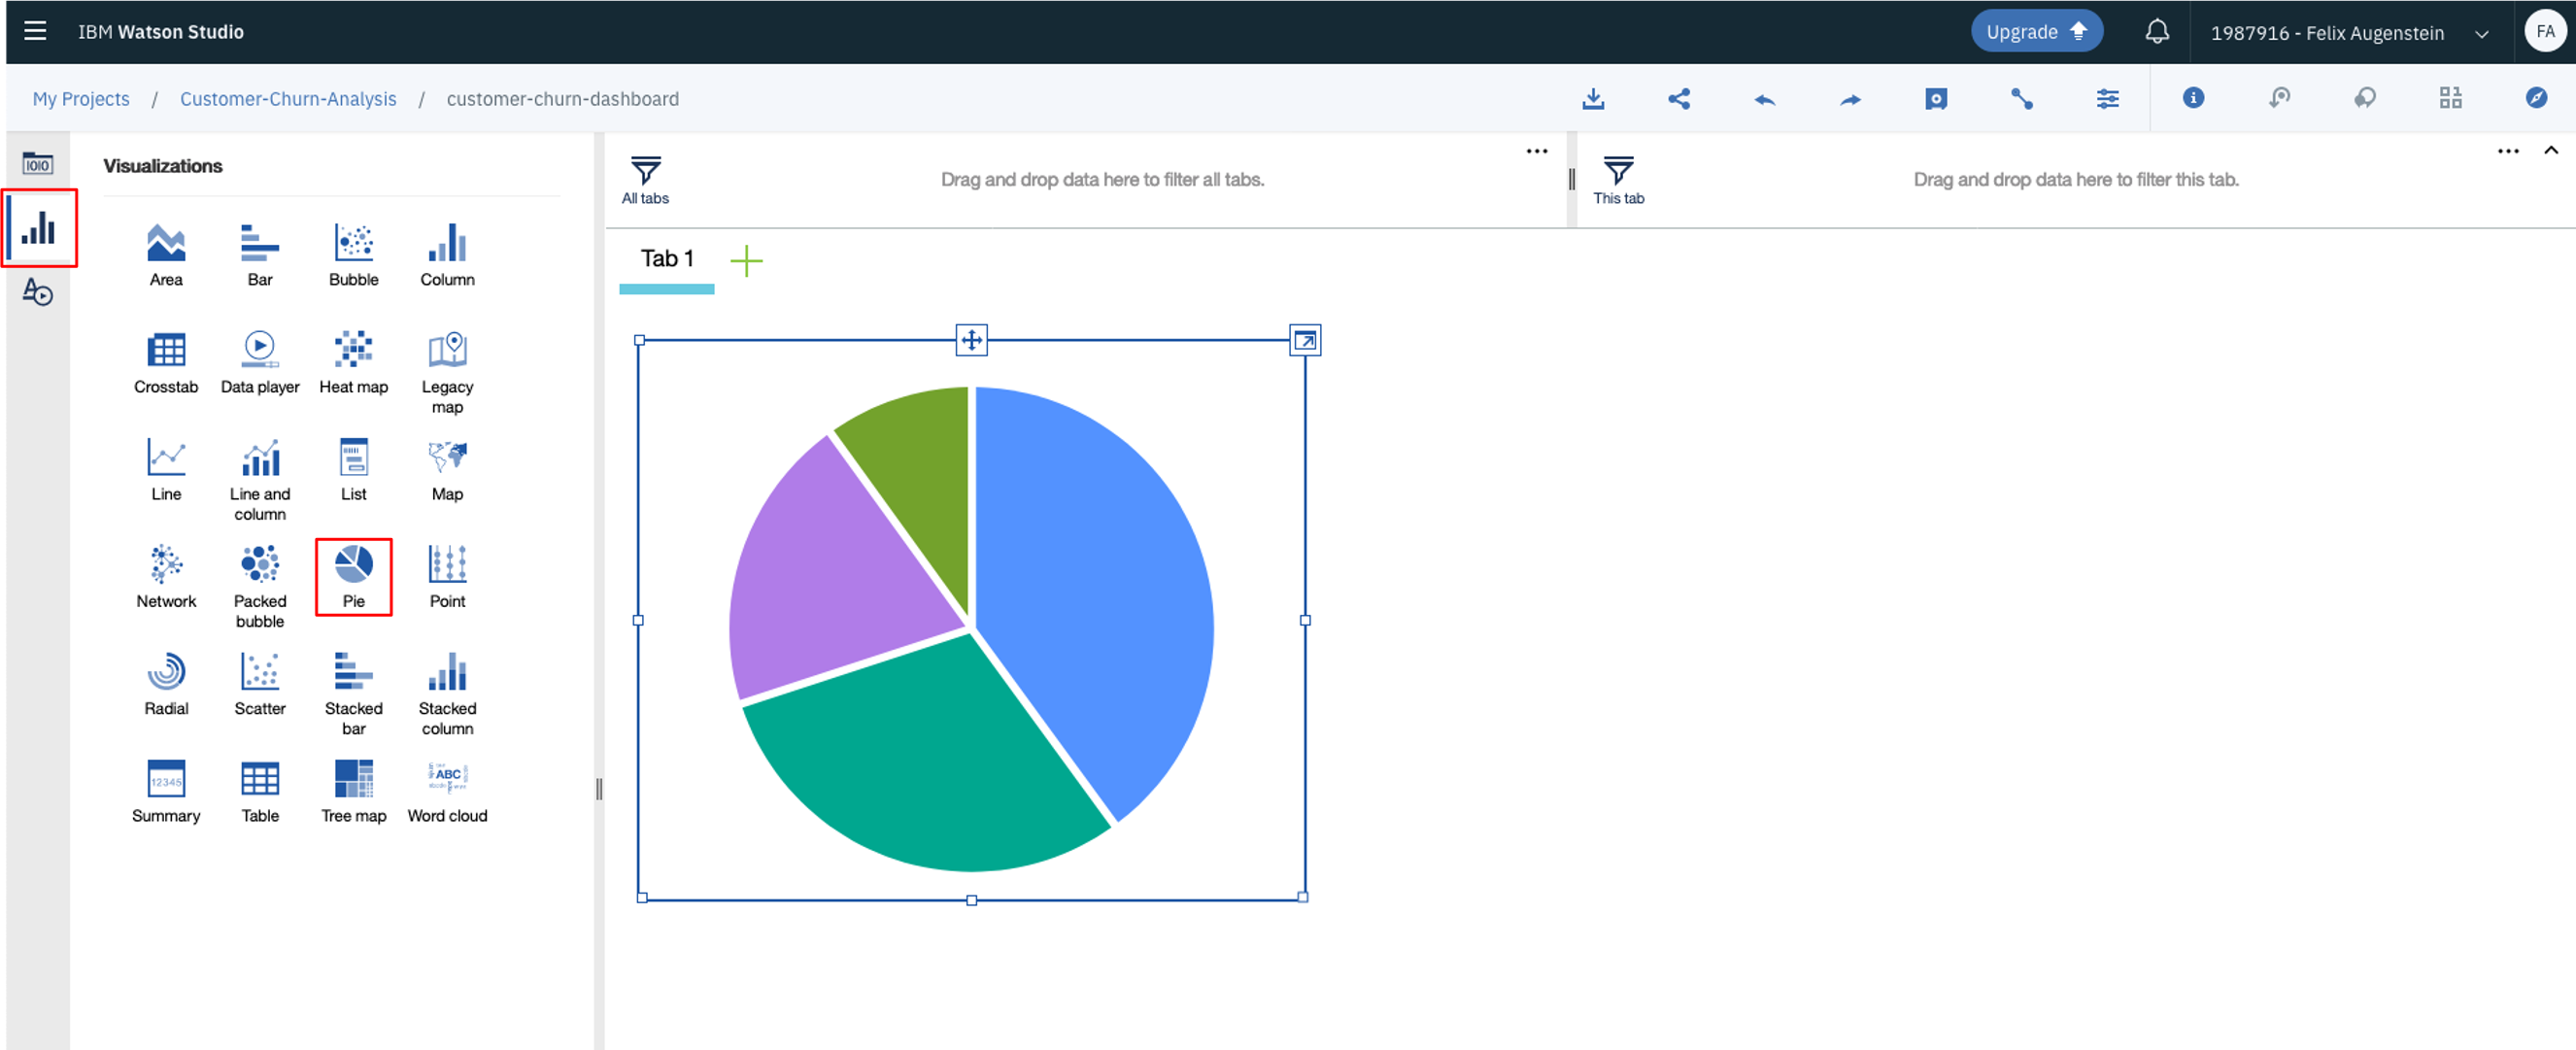 IBM Watson Studio
Upgrade
1987916 - Felix Augenstein
FA
My Projects / Customer-Churn-Analysis / customer-churn-dashboard
Visualizations
All tabs
Drag and drop data here to filter all tabs.
This tab
Drag and drop data here to filter this tab.
Tab 1
Area
Bar
Bubble
Column
Crosstab
Data player
Heat map
Legacy
map
Line
Line and
column
List
Map
Network
Packed
bubble
Pie
Point
Radial
Scatter
Stacked
bar
Stacked
column
12345
ABC
Summary
Table
Tree map
Word cloud